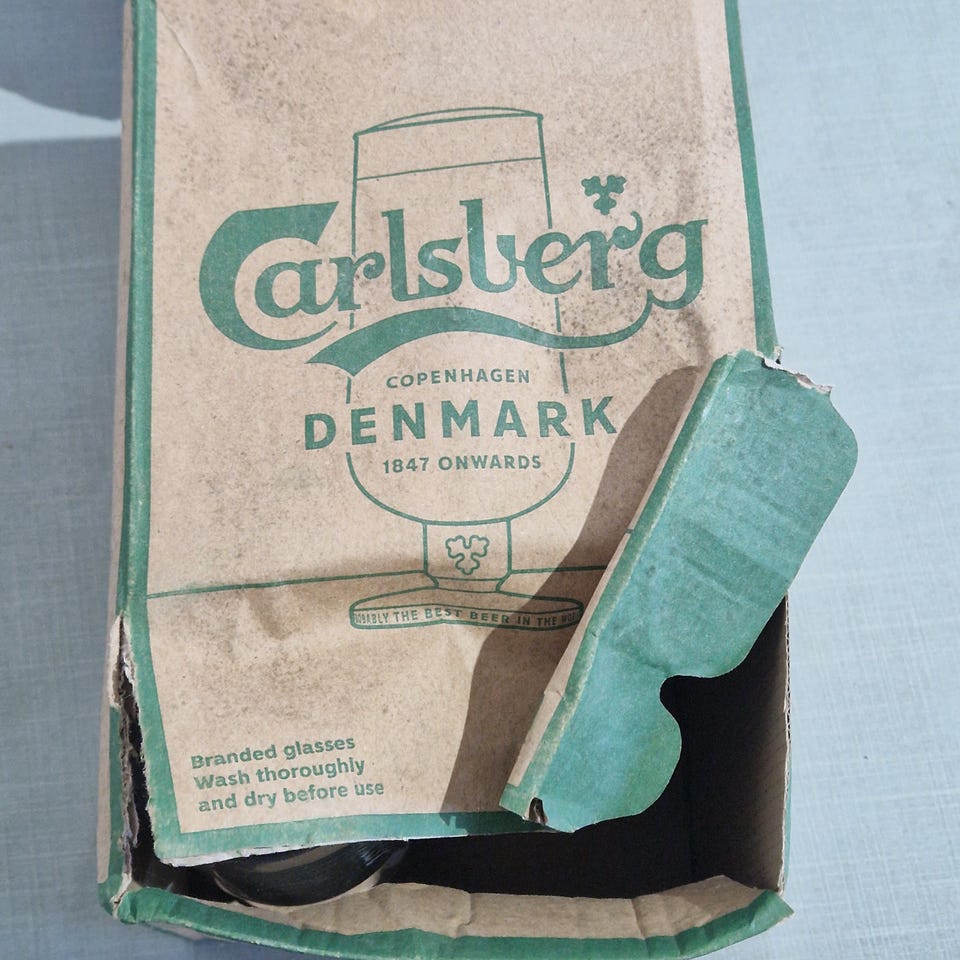 Carlsberg
COPENHAGEN
DENMARK
1847 ONWARDS
THE BEST BEER IN THE
Branded glasses
Wash thoroughly
and dry before use